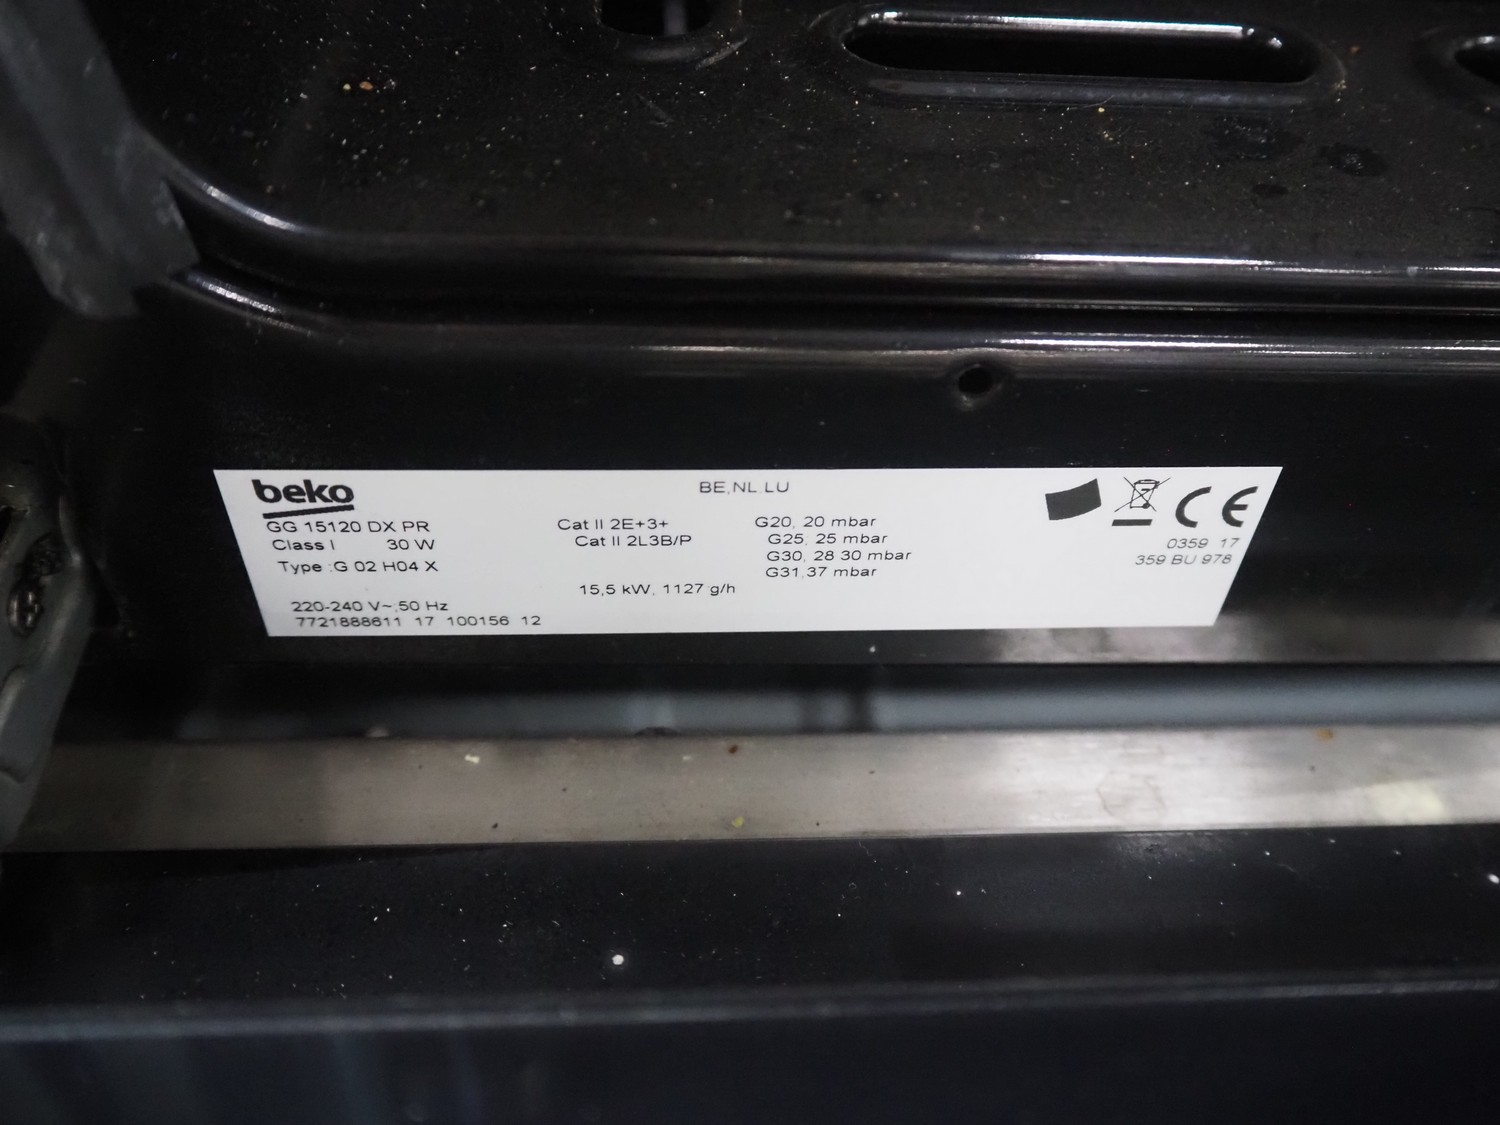 beko
BE,NL LU
GG 15120 DX PR
Class I 30 W
Type :G 02 H04 X
220-240 V~;50 Hz
7721888611 17 100156 12
Cat II 2E+3+
Cat II 2L3B/P
15,5 kW, 1127 g/h
G20, 20 mbar
G25, 25 mbar
G30, 28 30 mbar
G31,37 mbar
CE
0359 17
359 BU 978